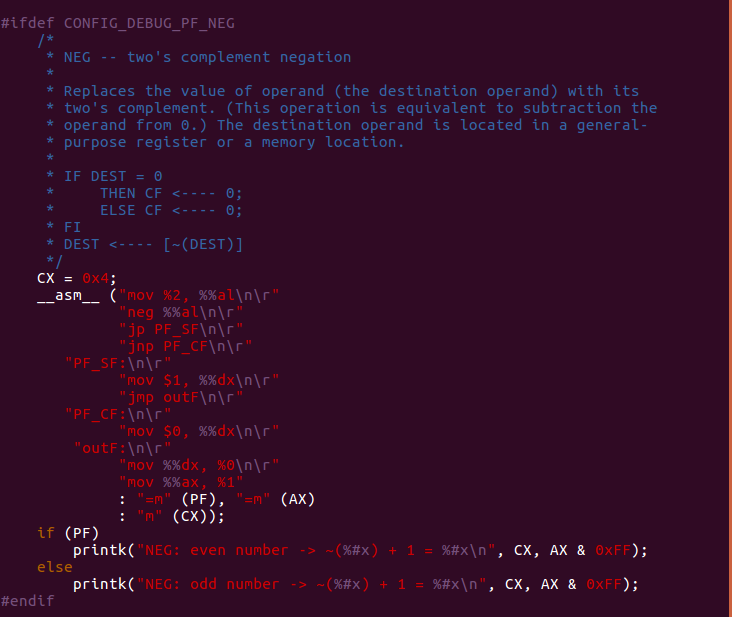 #ifdef CONFIG_DEBUG_PF_NEG
    /*
     * NEG -- two's complement negation
     *
     * Replaces the value of operand (the destination operand) with its
     * two's complement. (This operation is equivalent to subtraction the
     * operand from 0.) The destination operand is located in a general-
     * purpose register or a memory location.
     *
     * IF DEST = 0
     *     THEN CF <---- 0;
     *     ELSE CF <---- 0;
     * FI
     * DEST <---- [~(DEST)]
     */
    CX = 0x4;
    __asm__ ("mov %2, %%al\n\r"
             "neg %%al\n\r"
             "jp PF_SF\n\r"
             "jnp PF_CF\n\r"
       "PF_SF:\n\r"
             "mov $1, %%dx\n\r"
             "jmp outF\n\r"
       "PF_CF:\n\r"
             "mov $0, %%dx\n\r"
        "outF:\n\r"
             "mov %%dx, %0\n\r"
             "mov %%ax, %1"
             : "=m" (PF), "=m" (AX)
             : "m" (CX));
    if (PF)
        printk("NEG: even number -> ~(%#x) + 1 = %#x\n", CX, AX & 0xFF);
    else
        printk("NEG: odd number -> ~(%#x) + 1 = %#x\n", CX, AX & 0xFF);
#endif